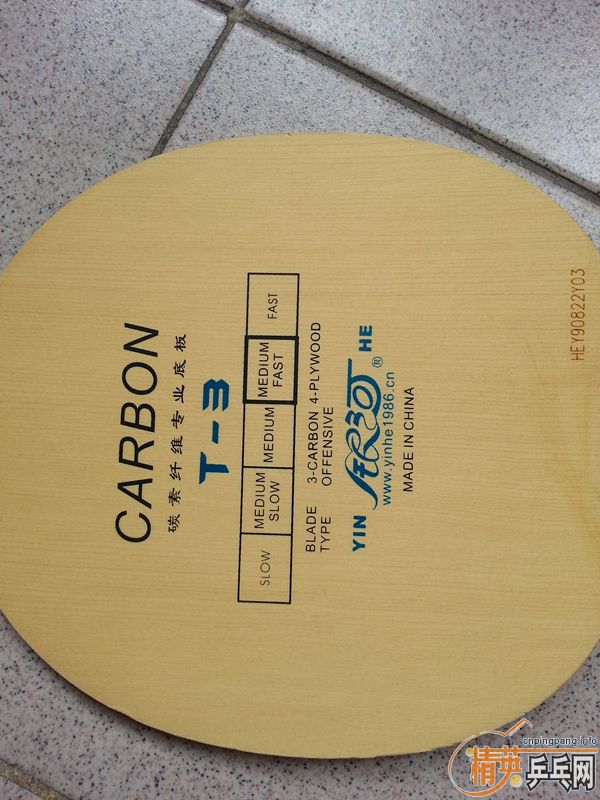 CARBON
碳素纤维专业底板
T-3
SLOW MEDIUM SLOW MEDIUM MEDIUM FAST FAST
BLADE 3-CARBON 4-PLYWOOD
TYPE OFFENSIVE
YIN 银河® HE
www.yinhe1986.cn
MADE IN CHINA
HEY90822Y03
cnpingpang.info
精英乒乓网